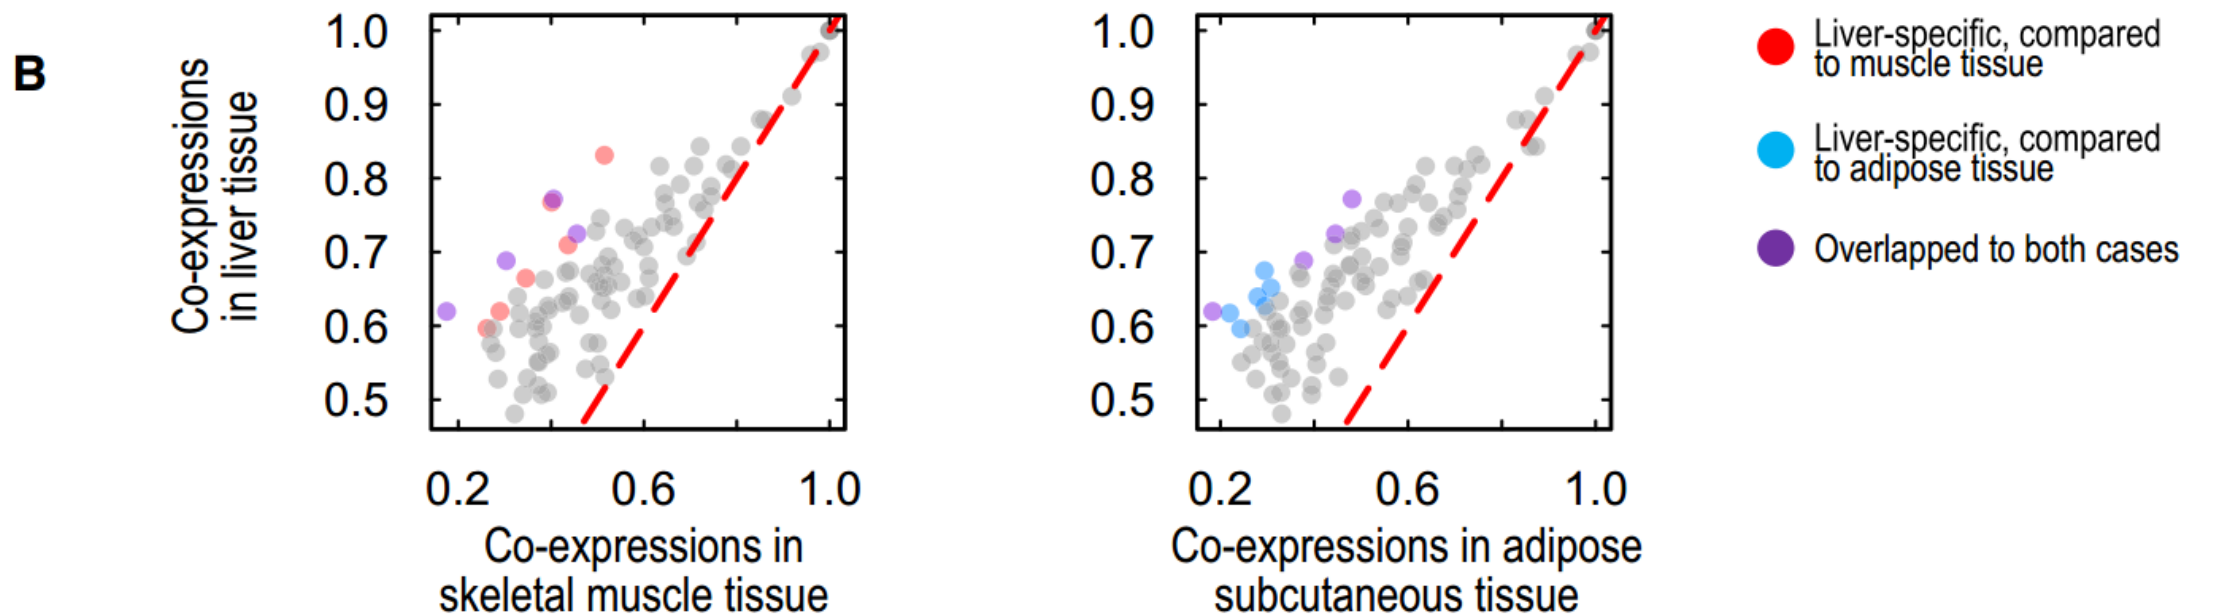 B
Co-expressions
in liver tissue
1.0
0.9
0.8
0.7
0.6
0.5
0.2 0.6 1.0
Co-expressions in
skeletal muscle tissue
1.0
0.9
0.8
0.7
0.6
0.5
0.2 0.6 1.0
Co-expressions in adipose
subcutaneous tissue
Liver-specific, compared
to muscle tissue
Liver-specific, compared
to adipose tissue
Overlapped to both cases